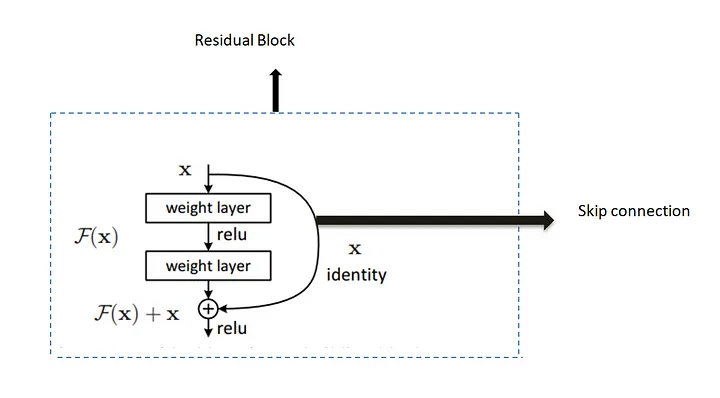 Residual Block
x
weight layer
F(x)
relu
Skip connection
x
identity
weight layer
F(x) + x
relu